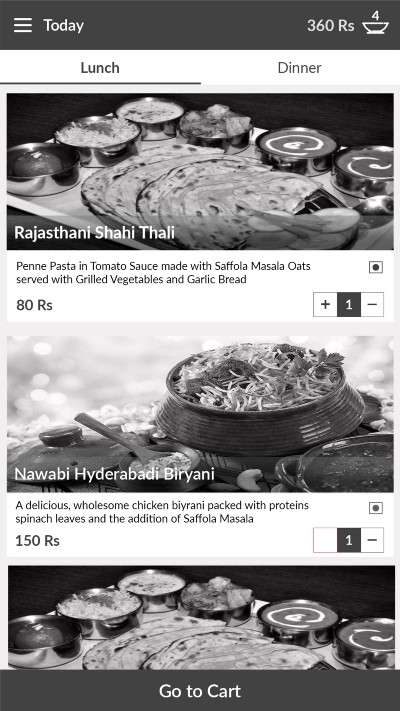 Today
360 Rs
4
Lunch
Dinner
Rajasthani Shahi Thali
Penne Pasta in Tomato Sauce made with Saffola Masala Oats
served with Grilled Vegetables and Garlic Bread
80 Rs
+ 1 −
Nawabi Hyderabadi Biryani
A delicious, wholesome chicken biyrani packed with proteins
spinach leaves and the addition of Saffola Masala
150 Rs
1 −
Go to Cart